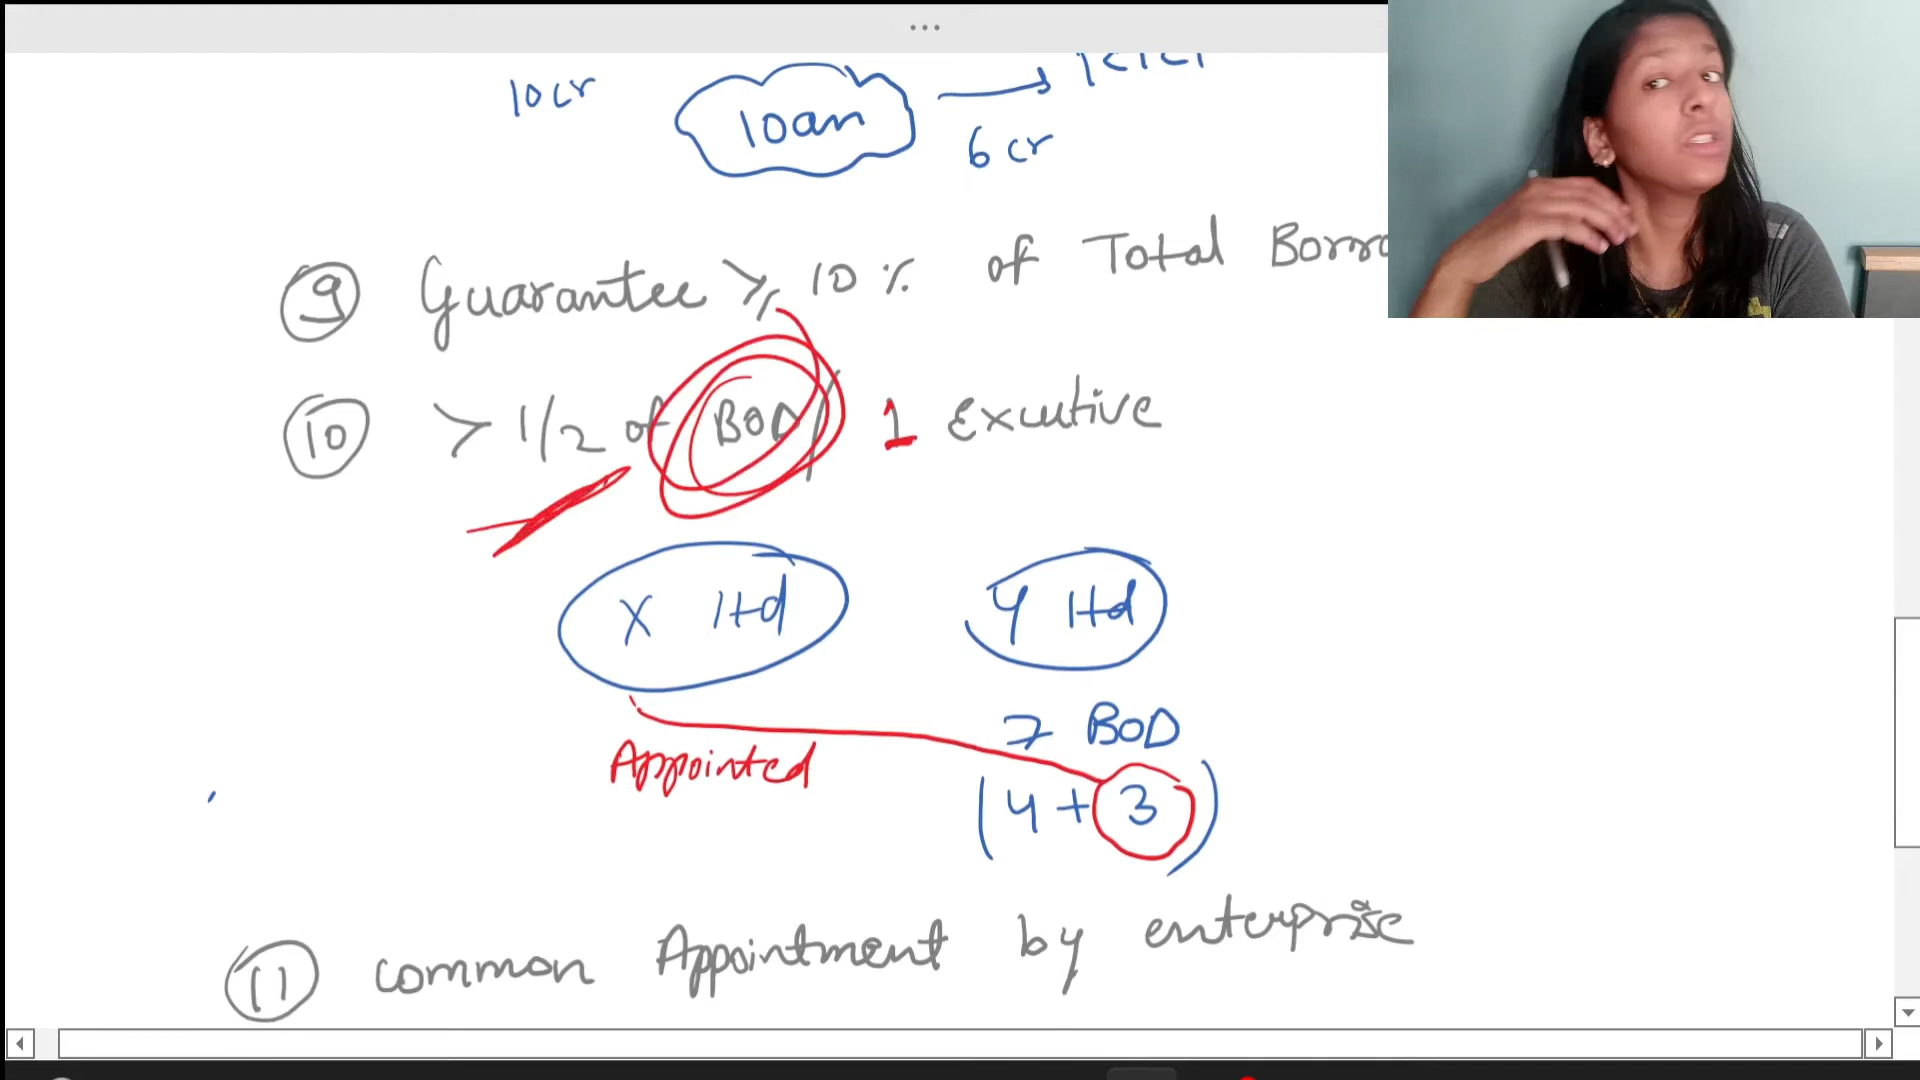 10 cr
loan
6 cr
⑨ Guarantee ⩾ 10% of Total
⑩ > 1/2 of BOD / 1 Excutive
X ltd Y ltd
7 BOD
Appointed
(4 + 3)
⑪ common Appointment by enterprise